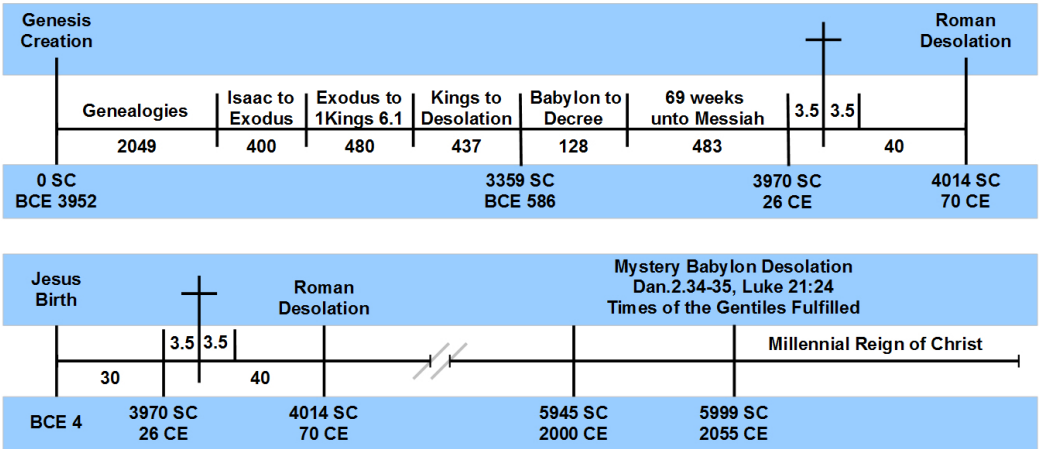 Genesis
Creation
Roman
Desolation
Genealogies
Isaac to
Exodus
Exodus to
1Kings 6.1
Kings to
Desolation
Babylon to
Decree
69 weeks
unto Messiah
3.5
3.5
2049
400
480
437
128
483
40
0 SC
BCE 3952
3359 SC
BCE 586
3970 SC
26 CE
4014 SC
70 CE
Jesus
Birth
Roman
Desolation
Mystery Babylon Desolation
Dan.2.34-35, Luke 21:24
Times of the Gentiles Fulfilled
3.5
3.5
Millennial Reign of Christ
30
40
BCE 4
3970 SC
26 CE
4014 SC
70 CE
5945 SC
2000 CE
5999 SC
2055 CE